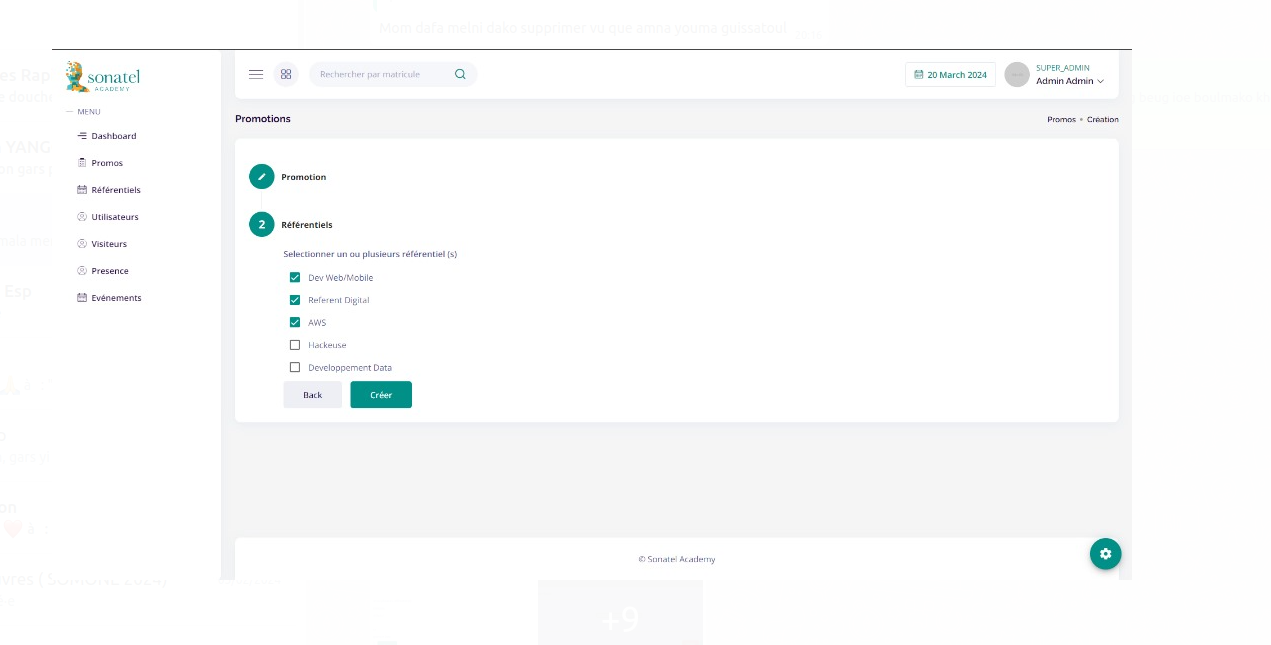 Mom dafa melni dako supprimer vu que amna youma guissatoul
sonatel
ACADEMY
Rechercher par matricule
20 March 2024
SUPER_ADMIN
Admin Admin
MENU
Dashboard
Promos
Référentiels
Utilisateurs
Visiteurs
Presence
Evénements
Promotions
Promos • Création
Promotion
2 Référentiels
Selectionner un ou plusieurs référentiel (s)
Dev Web/Mobile
Referent Digital
AWS
Hackeuse
Developpement Data
Back Créer
© Sonatel Academy
+9